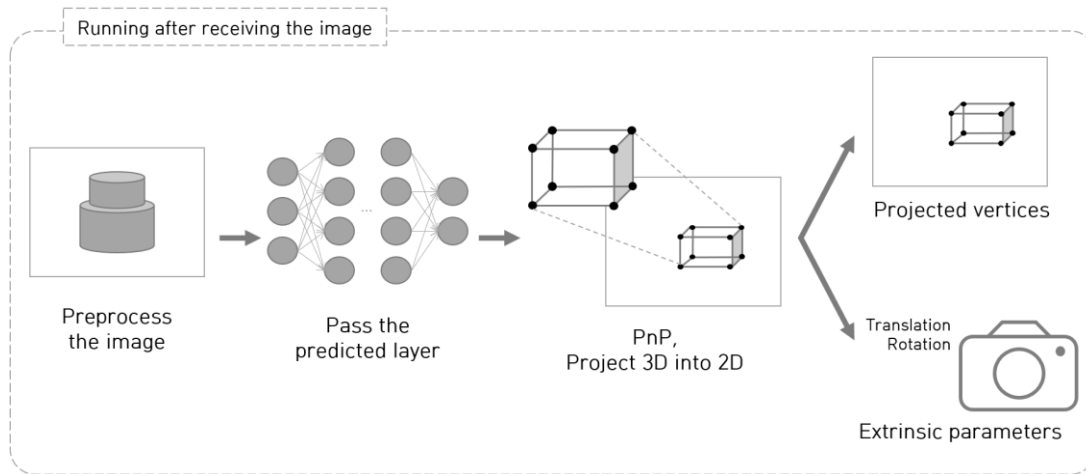 Running after receiving the image
Preprocess
the image
Pass the
predicted layer
...
PnP,
Project 3D into 2D
Projected vertices
Translation
Rotation
Extrinsic parameters